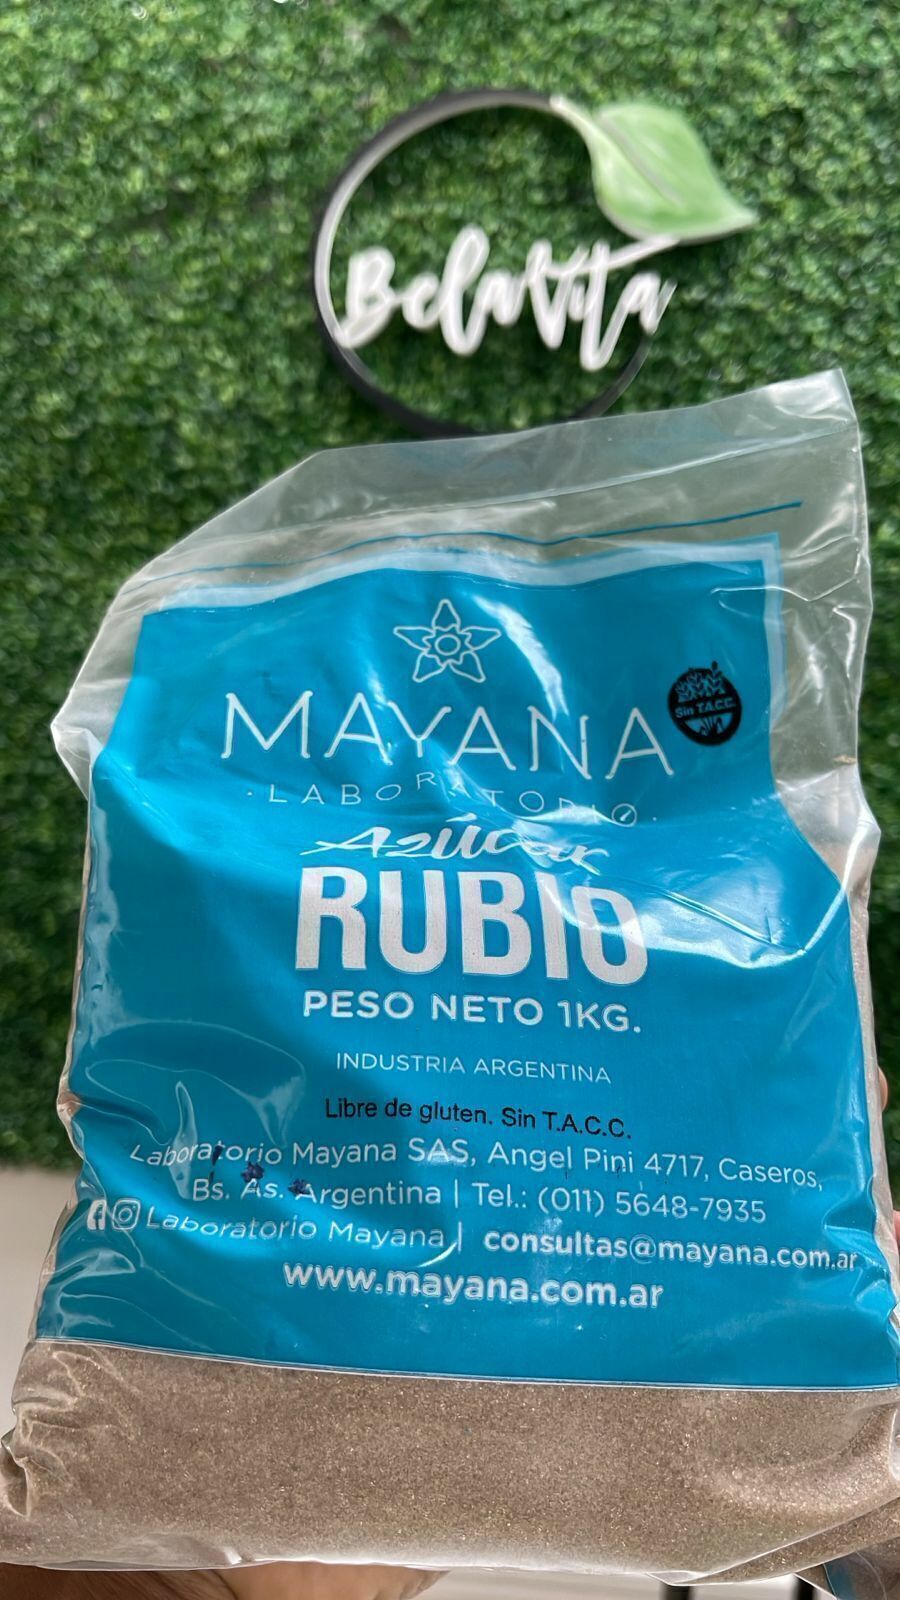 BelaVita
MAYANA
Sin T.A.C.C.
· LABORATORIO ·
Azúcar
RUBIO
PESO NETO 1KG.
INDUSTRIA ARGENTINA
Libre de gluten. Sin T.A.C.C.
Laboratorio Mayana SAS, Angel Pini 4717, Caseros,
Bs. As. Argentina | Tel.: (011) 5648-7935
Laboratorio Mayana | consultas@mayana.com.ar
www.mayana.com.ar